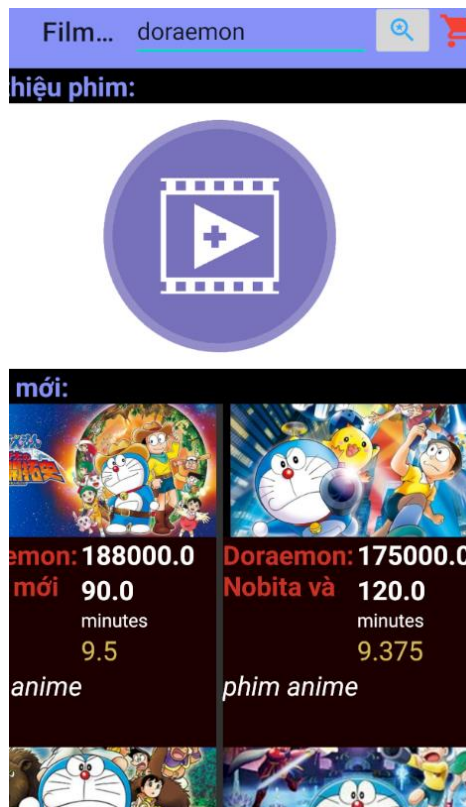 Film... doraemon
hiệu phim:
mới:
emon: 188000.0
mới 90.0
minutes
9.5
anime
Doraemon: 175000.0
Nobita và 120.0
minutes
9.375
phim anime